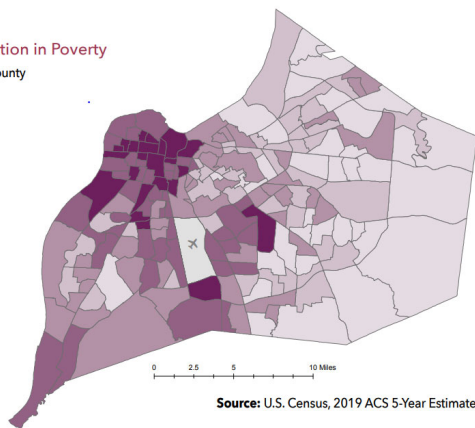 tion in Poverty
ounty
0 2.5 5 10 Miles
Source: U.S. Census, 2019 ACS 5-Year Estimate